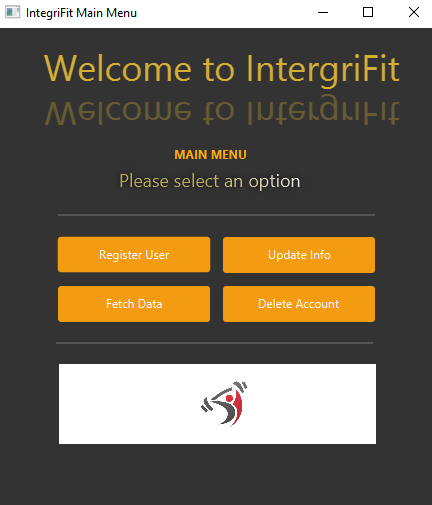 IntegriFit Main Menu
Welcome to IntergriFit
MAIN MENU
Please select an option
Register User
Update Info
Fetch Data
Delete Account